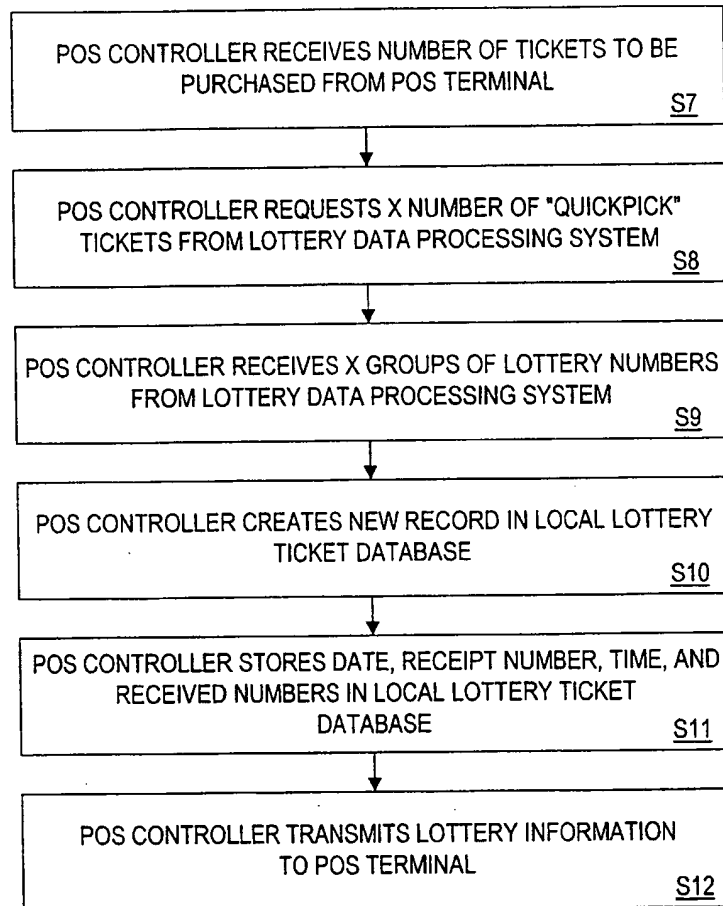 POS CONTROLLER RECEIVES NUMBER OF TICKETS TO BE
PURCHASED FROM POS TERMINAL
S7
POS CONTROLLER REQUESTS X NUMBER OF "QUICKPICK"
TICKETS FROM LOTTERY DATA PROCESSING SYSTEM
S8
POS CONTROLLER RECEIVES X GROUPS OF LOTTERY NUMBERS
FROM LOTTERY DATA PROCESSING SYSTEM
S9
POS CONTROLLER CREATES NEW RECORD IN LOCAL LOTTERY
TICKET DATABASE
S10
POS CONTROLLER STORES DATE, RECEIPT NUMBER, TIME, AND
RECEIVED NUMBERS IN LOCAL LOTTERY TICKET
DATABASE
S11
POS CONTROLLER TRANSMITS LOTTERY INFORMATION
TO POS TERMINAL
S12